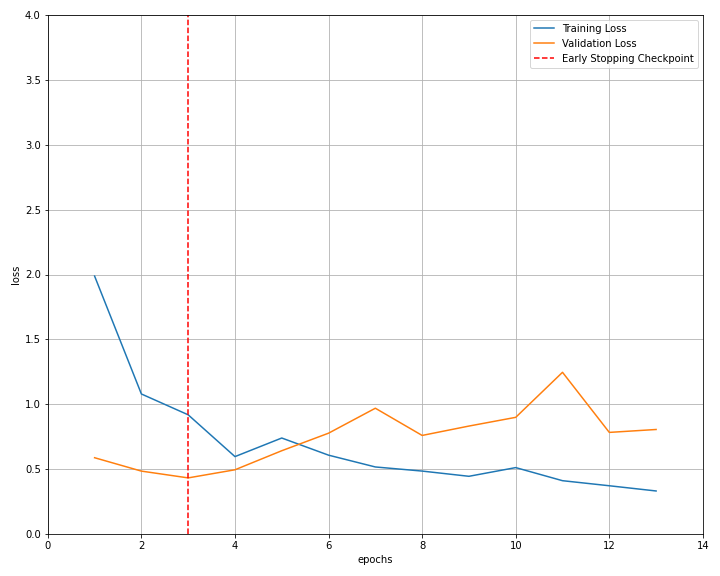 4.0
3.5
3.0
2.5
2.0
1.5
1.0
0.5
0.0
loss
0 2 4 6 8 10 12 14
epochs
Training Loss
Validation Loss
Early Stopping Checkpoint